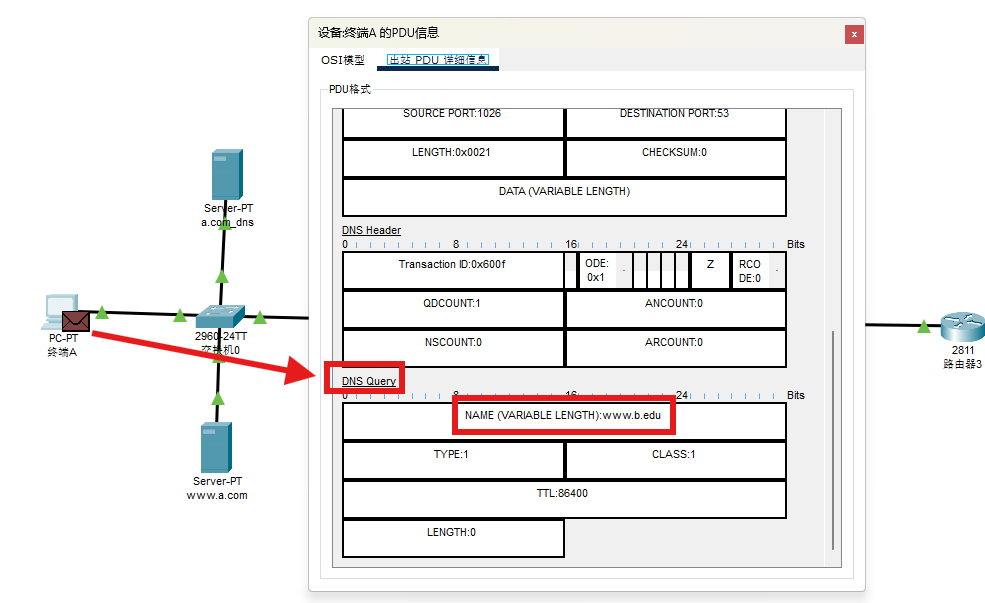 设备:终端A 的PDU信息
x
OSI模型
出站 PDU 详细信息
PDU格式
SOURCE PORT:1026
DESTINATION PORT:53
LENGTH:0x0021
CHECKSUM:0
DATA (VARIABLE LENGTH)
DNS Header
0 8 16 24 Bits
Transaction ID:0x600f
ODE:
0x1
Z
RCO
DE:0
QDCOUNT:1
ANCOUNT:0
NSCOUNT:0
ARCOUNT:0
DNS Query
0 8 16 24 Bits
NAME (VARIABLE LENGTH):www.b.edu
TYPE:1
CLASS:1
TTL:86400
LENGTH:0
Server-PT
a.com_dns
PC-PT
终端A
2960-24TT
交换机0
Server-PT
www.a.com
2811
路由器3